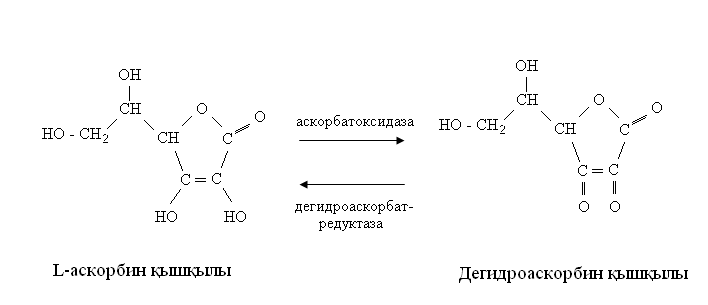 OH
CH
HO - CH2
CH
O
C
O
C = C
HO
HO
аскорбатоксидаза
дегидроаскорбат-
редуктаза
OH
CH
HO - CH2
CH
O
C
O
C = C
O
O
L-аскорбин қышқылы
Дегидроаскорбин қышқылы